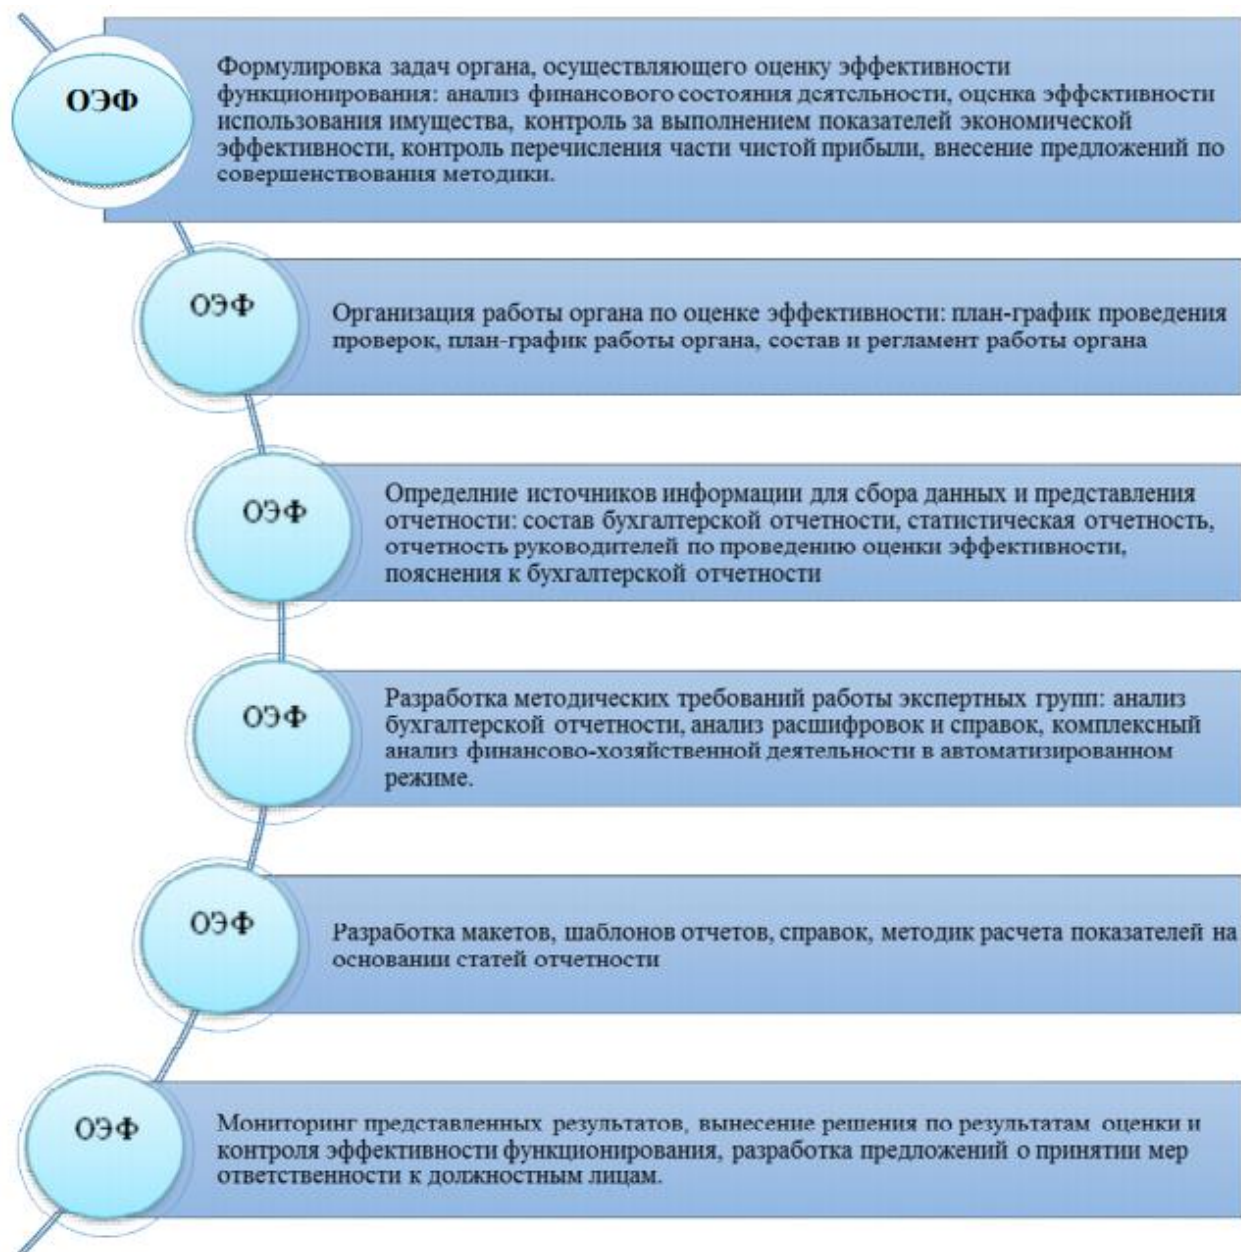 ОЭФ
Формулировка задач органа, осуществляющего оценку эффективности
функционирования: анализ финансового состояния деятельности, оценка эффективности
использования имущества, контроль за выполнением показателей экономической
эффективности, контроль перечисления части чистой прибыли, внесение предложений по
совершенствования методики.
ОЭФ
Организация работы органа по оценке эффективности: план-график проведения
проверок, план-график работы органа, состав и регламент работы органа
ОЭФ
Определние источников информации для сбора данных и представления
отчетности: состав бухгалтерской отчетности, статистическая отчетность,
отчетность руководителей по проведению оценки эффективности,
пояснения к бухгалтерской отчетности
ОЭФ
Разработка методических требований работы экспертных групп: анализ
бухгалтерской отчетности, анализ расшифровок и справок, комплексный
анализ финансово-хозяйственной деятельности в автоматизированном
режиме.
ОЭФ
Разработка макетов, шаблонов отчетов, справок, методик расчета показателей на
основании статей отчетности
ОЭФ
Мониторинг представленных результатов, вынесение решения по результатам оценки и
контроля эффективности функционирования, разработка предложений о принятии мер
ответственности к должностным лицам.